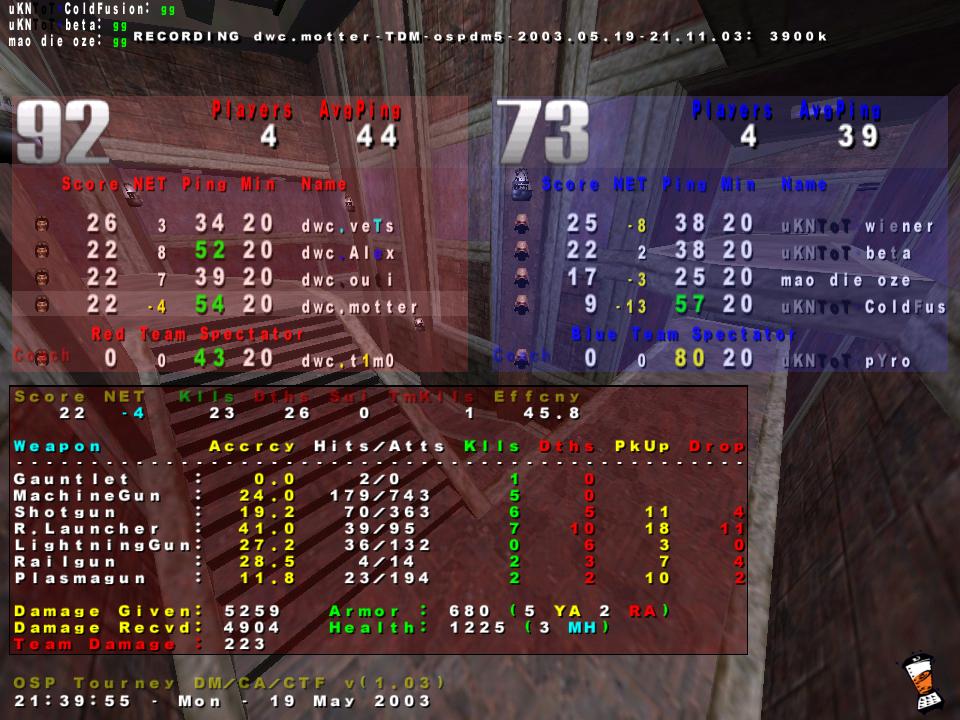 uKNToT ColdFusion: gg
uKNToT beta: gg
mao die oze: gg
RECORDING dwc.motter-TDM-ospdm5-2003.05.19-21.11.03: 3900k
92 Players AvgPing
4 44
Score NET Ping Min Name
26 3 34 20 dwc.veTs
22 8 52 20 dwc.Alex
22 7 39 20 dwc.ouli
22 -4 54 20 dwc.motter
Red Team Spectator
Coach 0 0 43 20 dwc.t1m0
73 Players AvgPing
4 39
Score NET Ping Min Name
25 -8 38 20 uKNToT wiener
22 2 38 20 uKNToT beta
17 -3 25 20 mao die oze
9 -13 57 20 uKNToT ColdFus
Blue Team Spectator
Coach 0 0 80 20 uKNToT pYro
Score NET Klls Dths Sui TmKlls Effcny
22 -4 23 26 0 1 45.8
Weapon Accrcy Hits/Atts Klls Dths PkUp Drop
- - - - - - - - - - - - - - - - - - - - - - - - - - - - - - - - - - - - - - - - - - - - - - - - - - - -
Gauntlet : 0.0 2/0 1 0
MachineGun : 24.0 179/743 5 0
Shotgun : 19.2 70/363 6 5 11 4
R.Launcher : 41.0 39/95 7 10 18 11
LightningGun: 27.2 36/132 0 6 3 0
Railgun : 28.5 4/14 2 3 7 4
Plasmagun : 11.8 23/194 2 2 10 2
Damage Given: 5259 Armor : 680 (5 YA 2 RA)
Damage Recvd: 4904 Health: 1225 (3 MH)
Team Damage : 223
OSP Tourney DM/CA/CTF v(1.03)
21:39:55 - Mon - 19 May 2003